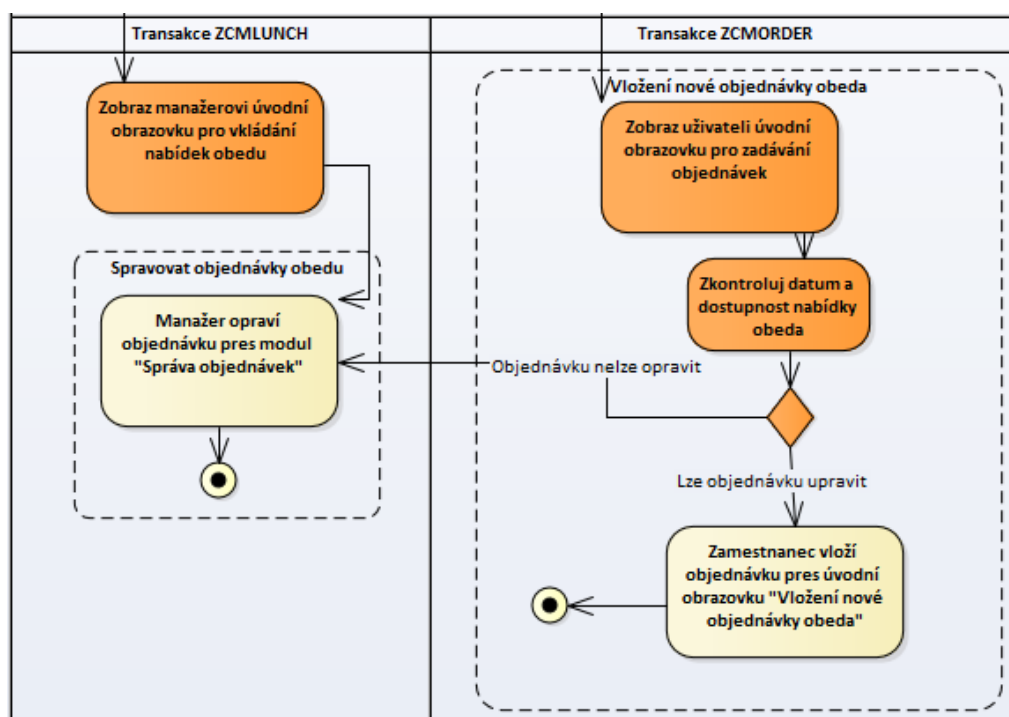 Transakce ZCMLUNCH
Transakce ZCMORDER
Zobraz manažerovi úvodní
obrazovku pro vkládání
nabídek obedu
Spravovat objednávky obedu
Manažer opraví
objednávku pres modul
"Správa objednávek"
Vložení nové objednávky obeda
Zobraz uživateli úvodní
obrazovku pro zadávání
objednávek
Zkontroluj datum a
dostupnost nabídky
obeda
Objednávku nelze opravit
Lze objednávku upravit
Zamestnanec vloží
objednávku pres úvodní
obrazovku "Vložení nové
objednávky obeda"